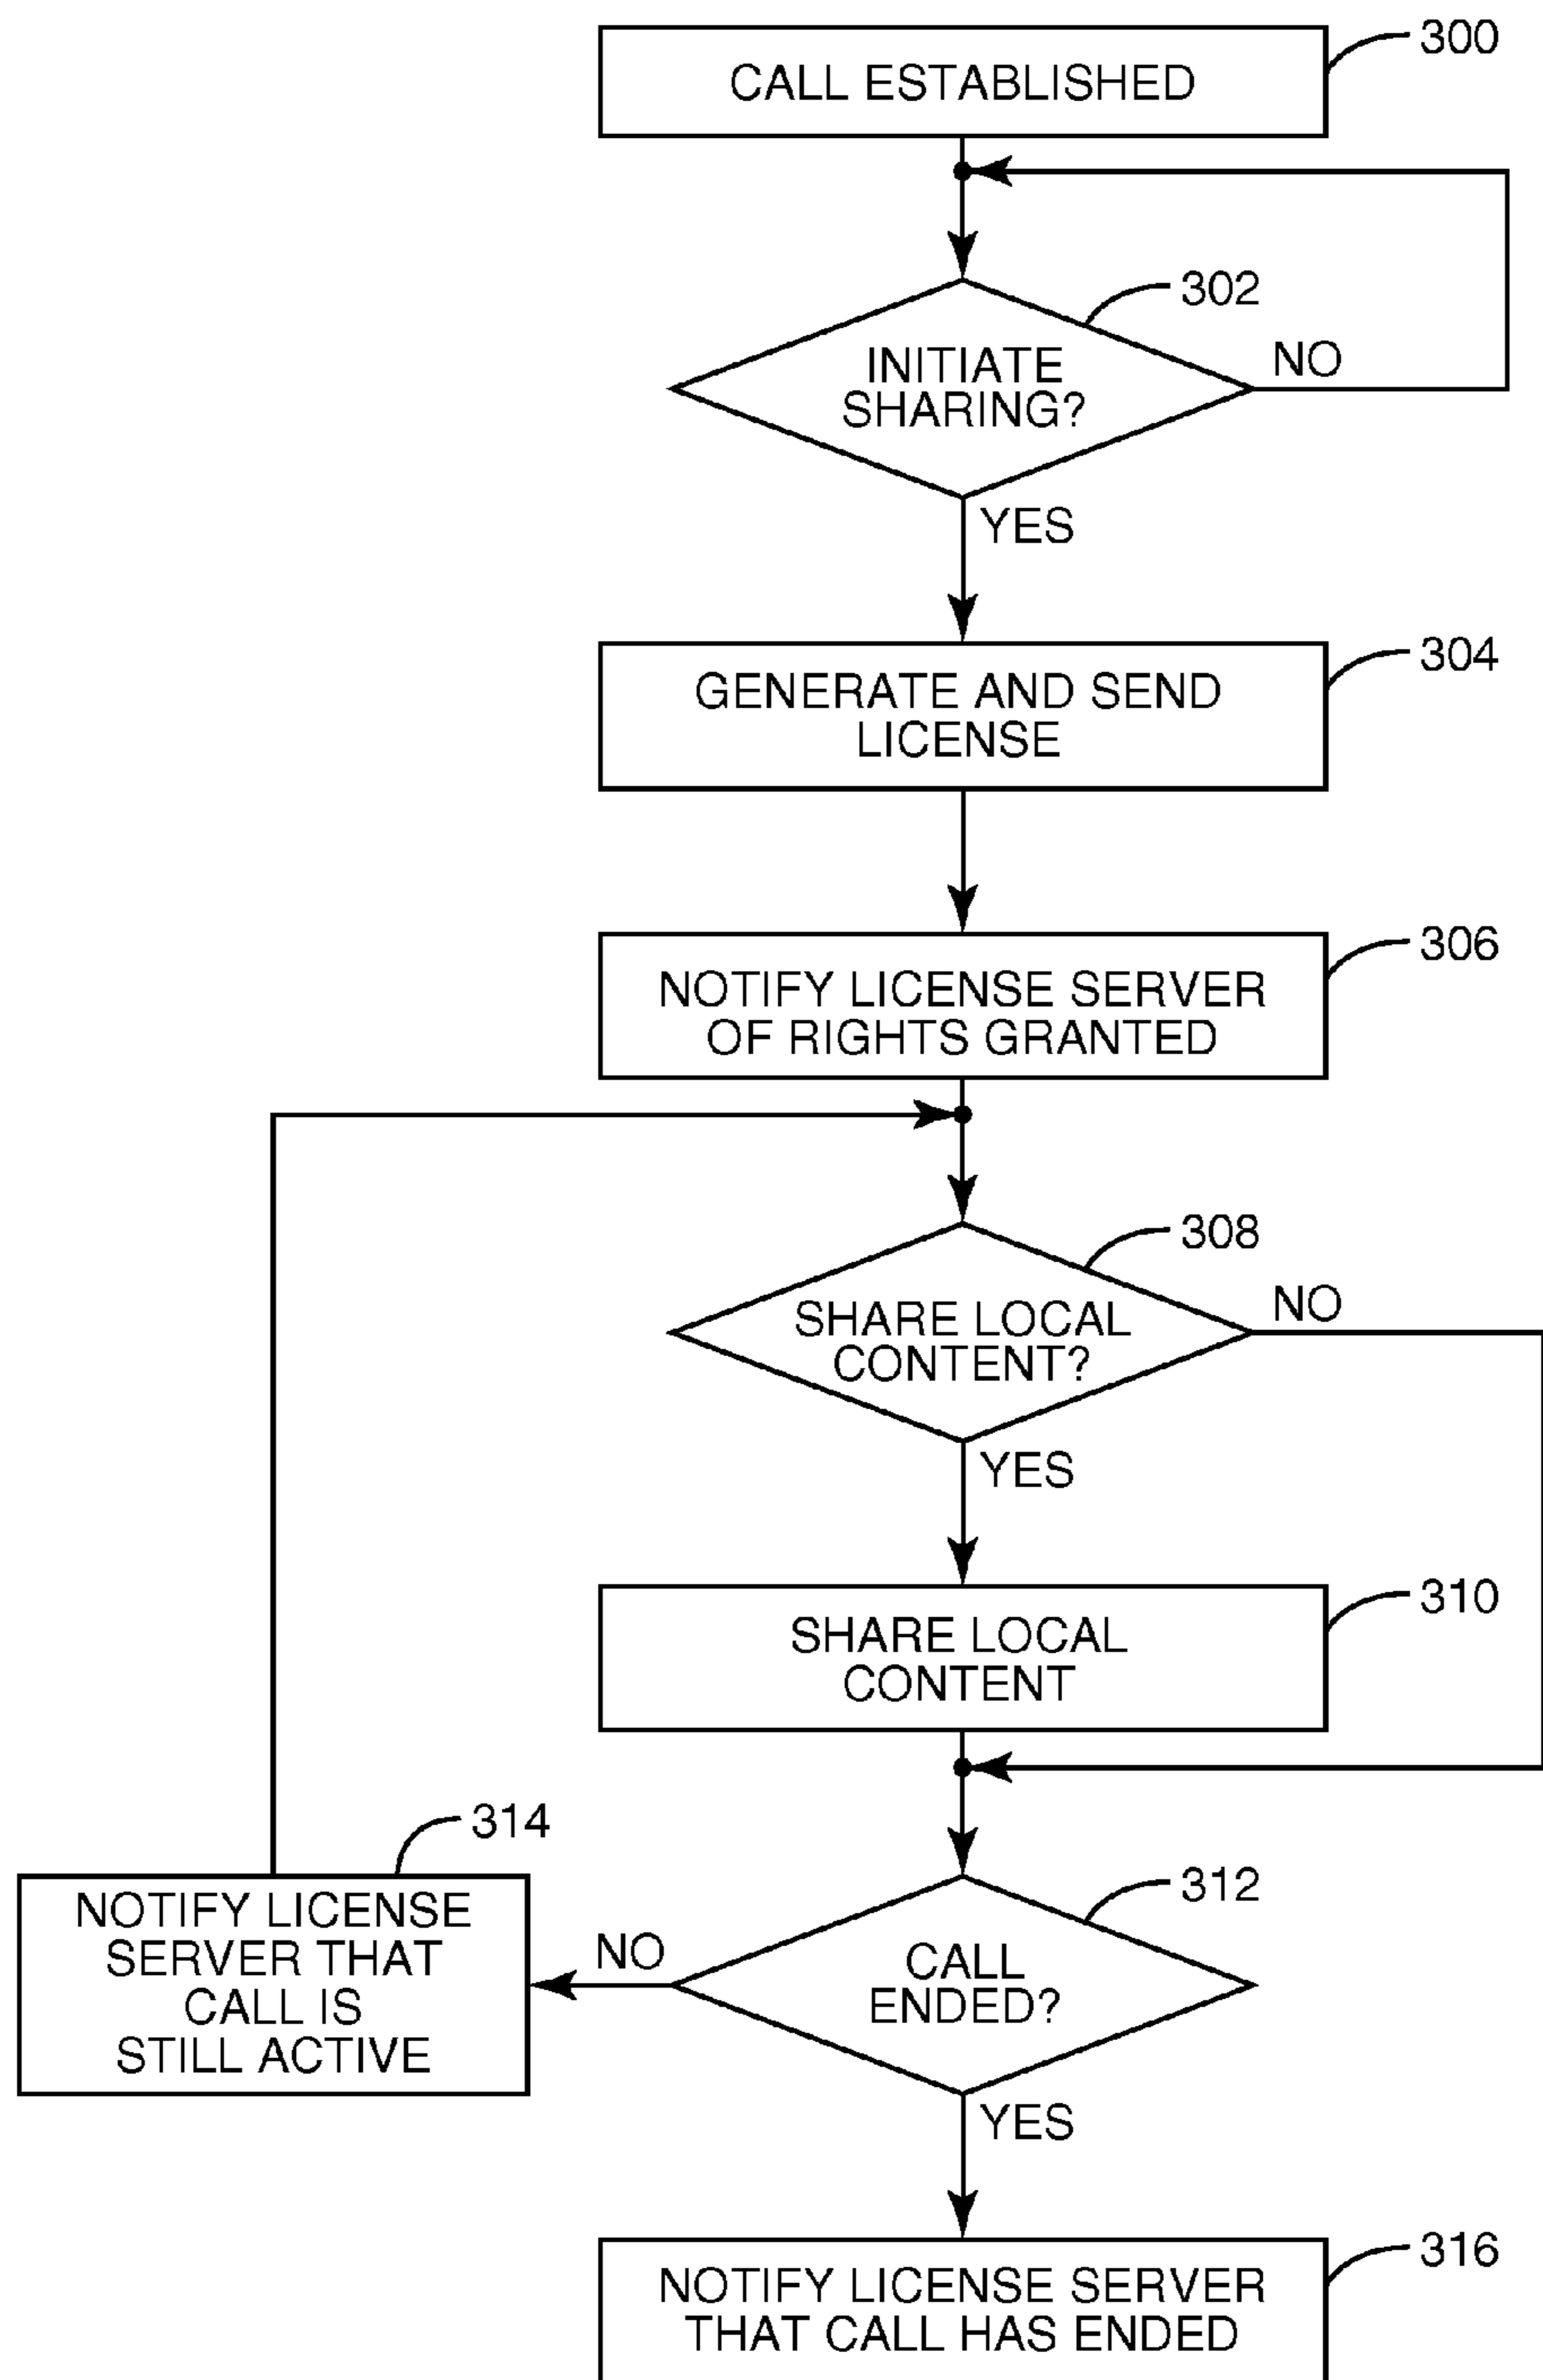 CALL ESTABLISHED
300
302
INITIATE
SHARING?
NO
YES
304
GENERATE AND SEND
LICENSE
306
NOTIFY LICENSE SERVER
OF RIGHTS GRANTED
308
SHARE LOCAL
CONTENT?
NO
YES
310
SHARE LOCAL
CONTENT
314
NOTIFY LICENSE
SERVER THAT
CALL IS
STILL ACTIVE
NO
312
CALL
ENDED?
YES
316
NOTIFY LICENSE SERVER
THAT CALL HAS ENDED